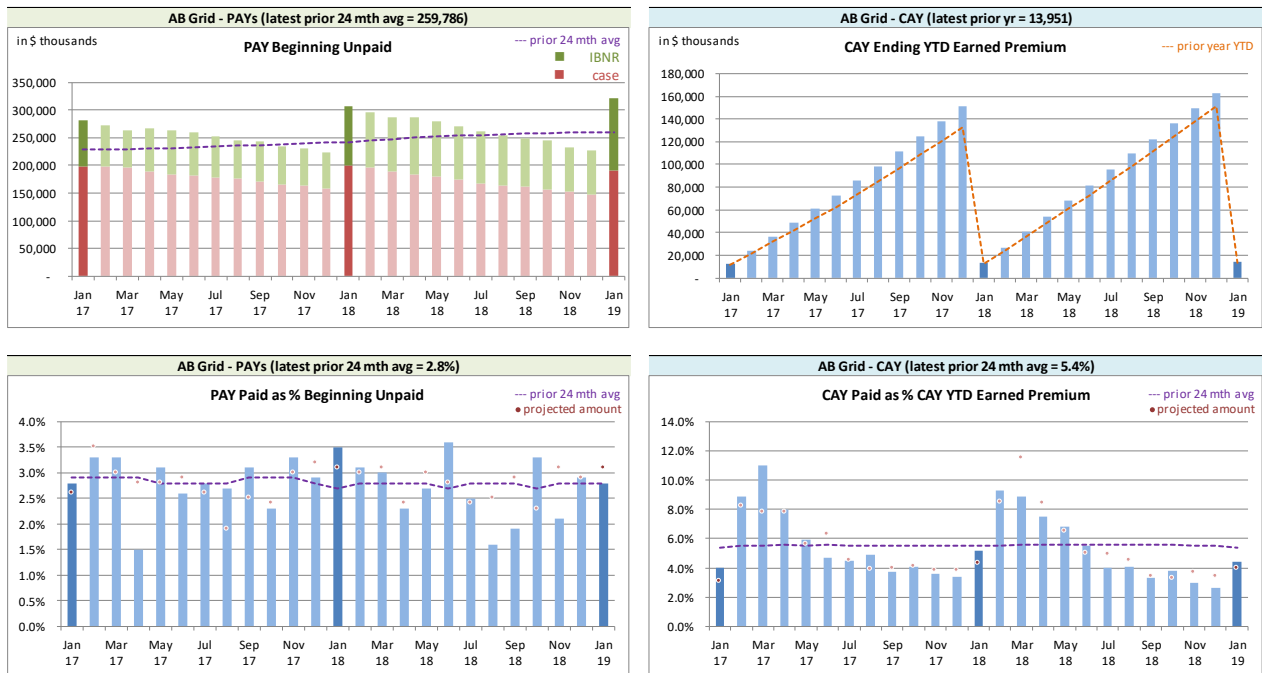 AB Grid - PAYs (latest prior 24 mth avg = 259,786)
in $ thousands
PAY Beginning Unpaid
--- prior 24 mth avg
IBNR
case
350,000
300,000
250,000
200,000
150,000
100,000
50,000
-
Jan Mar May Jul Sep Nov Jan Mar May Jul Sep Nov Jan
17 17 17 17 17 17 18 18 18 18 18 18 19
AB Grid - CAY (latest prior yr = 13,951)
in $ thousands
CAY Ending YTD Earned Premium
--- prior year YTD
180,000
160,000
140,000
120,000
100,000
80,000
60,000
40,000
20,000
-
Jan Mar May Jul Sep Nov Jan Mar May Jul Sep Nov Jan
17 17 17 17 17 17 18 18 18 18 18 18 19
AB Grid - PAYs (latest prior 24 mth avg = 2.8%)
PAY Paid as % Beginning Unpaid
--- prior 24 mth avg
• projected amount
4.0%
3.5%
3.0%
2.5%
2.0%
1.5%
1.0%
0.5%
0.0%
Jan Mar May Jul Sep Nov Jan Mar May Jul Sep Nov Jan
17 17 17 17 17 17 18 18 18 18 18 18 19
AB Grid - CAY (latest prior 24 mth avg = 5.4%)
CAY Paid as % CAY YTD Earned Premium
--- prior 24 mth avg
• projected amount
14.0%
12.0%
10.0%
8.0%
6.0%
4.0%
2.0%
0.0%
Jan Mar May Jul Sep Nov Jan Mar May Jul Sep Nov Jan
17 17 17 17 17 17 18 18 18 18 18 18 19